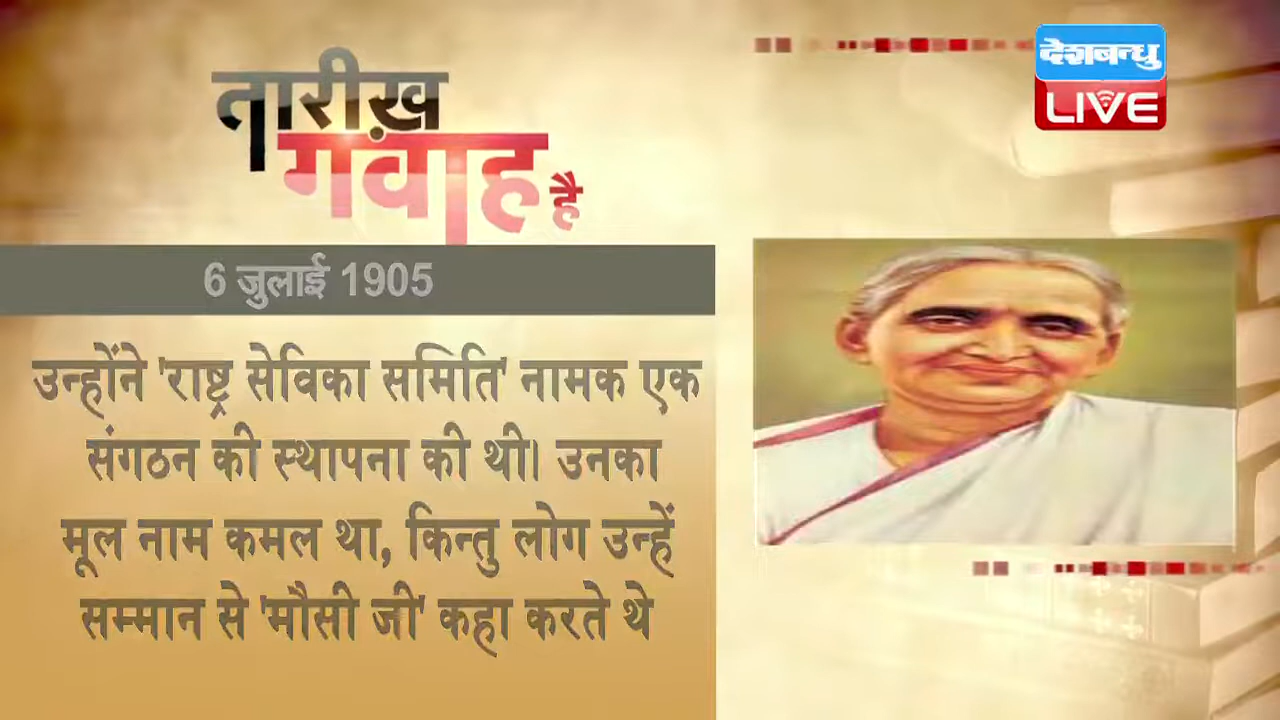 तारीख़
गवाह है
देशबन्धु
LIVE
6 जुलाई 1905
उन्होंने 'राष्ट्र सेविका समिति' नामक एक
संगठन की स्थापना की थी। उनका
मूल नाम कमल था, किन्तु लोग उन्हें
सम्मान से 'मौसी जी' कहा करते थे